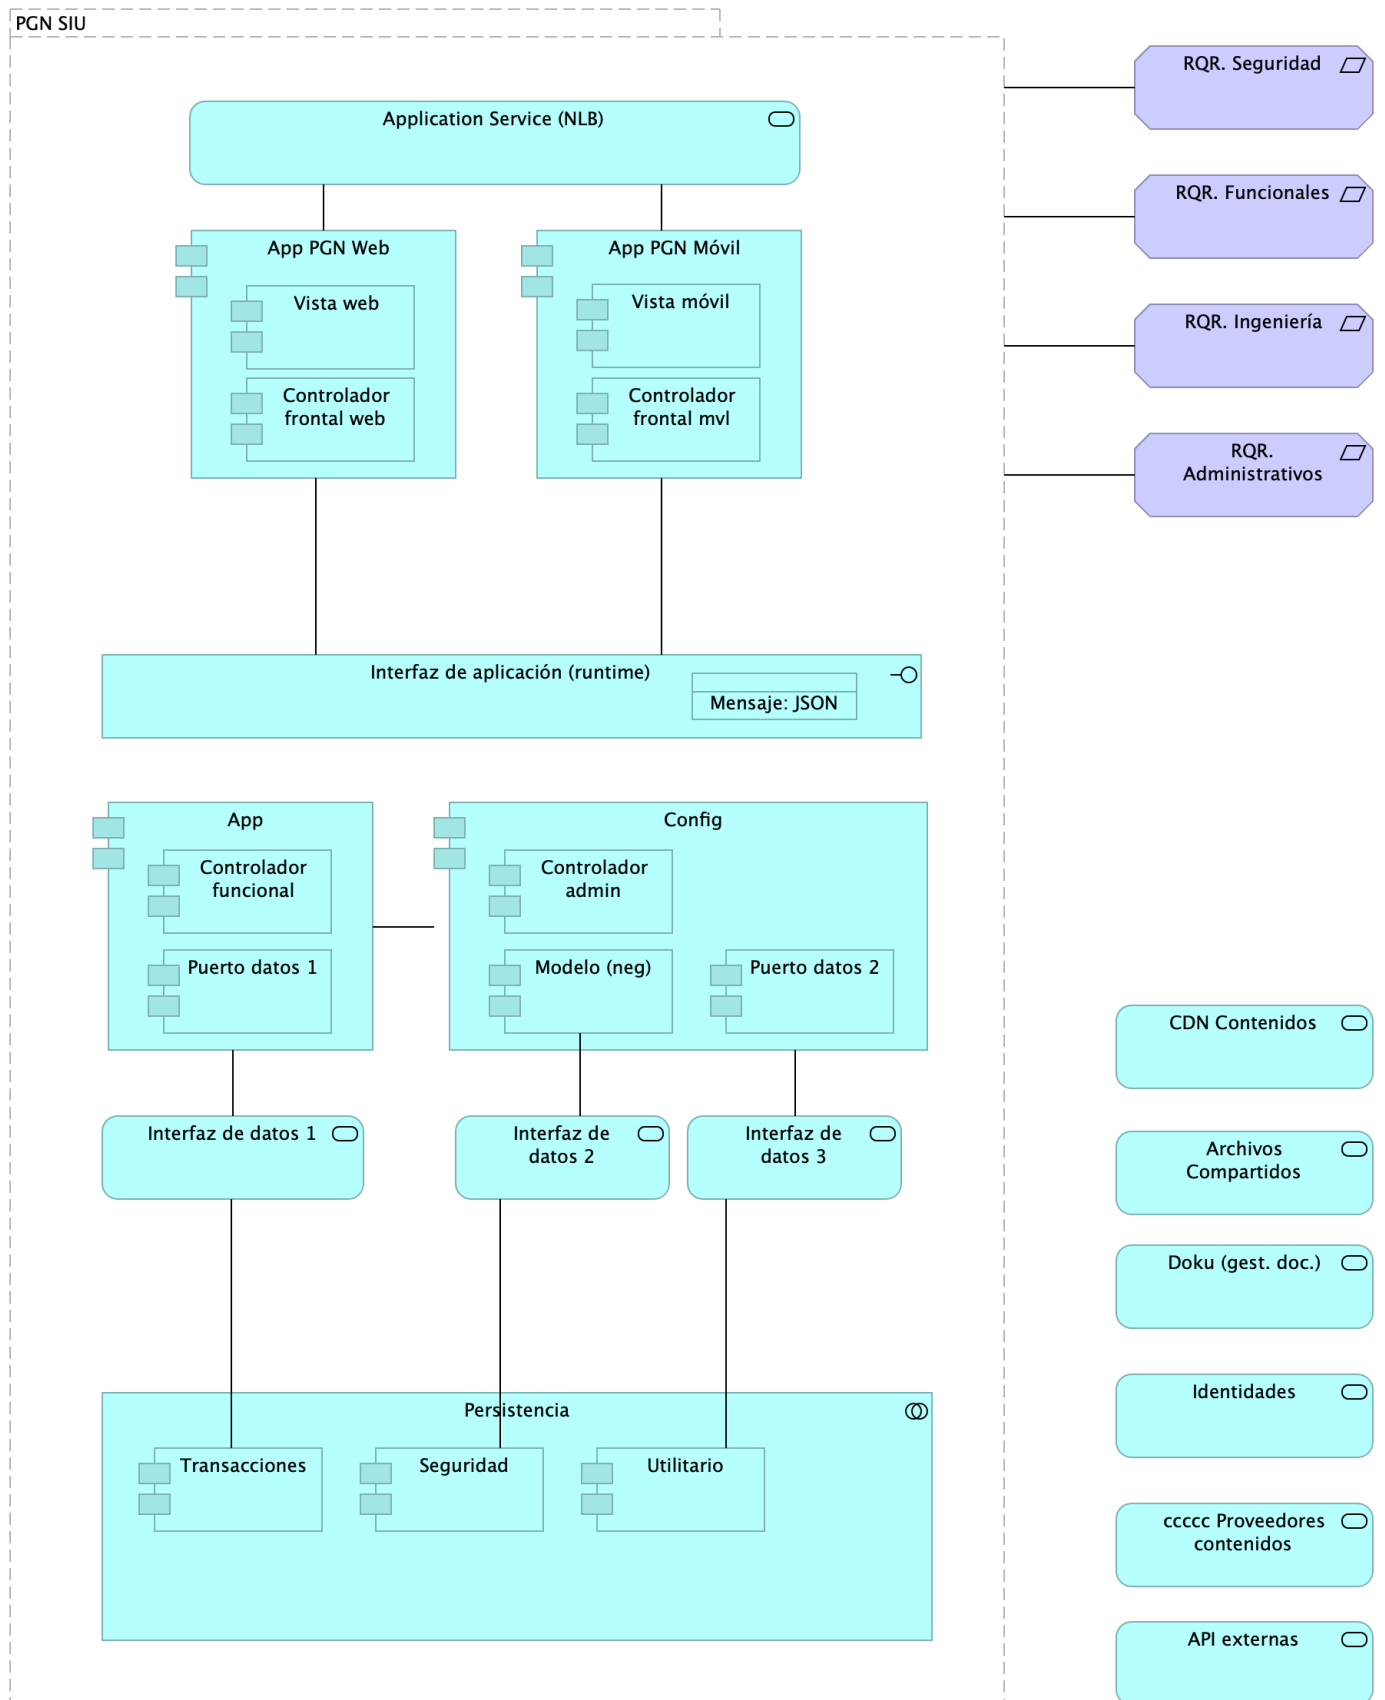 PGN SIU
RQR. Seguridad
Application Service (NLB)
RQR. Funcionales
App PGN Web
App PGN Móvil
Vista web
Vista móvil
RQR. Ingeniería
Controlador
frontal web
Controlador
frontal mvl
RQR.
Administrativos
Interfaz de aplicación (runtime)
Mensaje: JSON
App
Config
Controlador
funcional
Controlador
admin
Puerto datos 1
Modelo (neg)
Puerto datos 2
CDN Contenidos
Interfaz de datos 1
Interfaz de
datos 2
Interfaz de
datos 3
Archivos
Compartidos
Doku (gest. doc.)
Identidades
Persistencia
Transacciones
Seguridad
Utilitario
ccccc Proveedores
contenidos
API externas